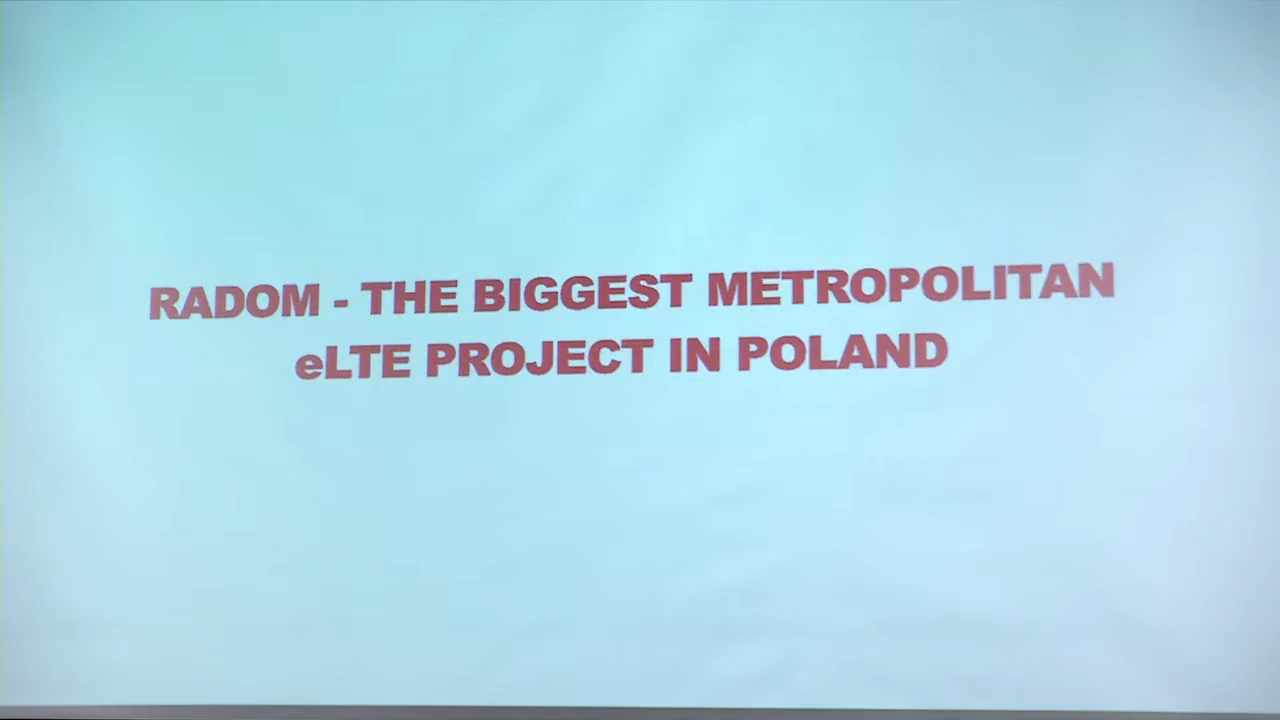 RADOM - THE BIGGEST METROPOLITAN
eLTE PROJECT IN POLAND